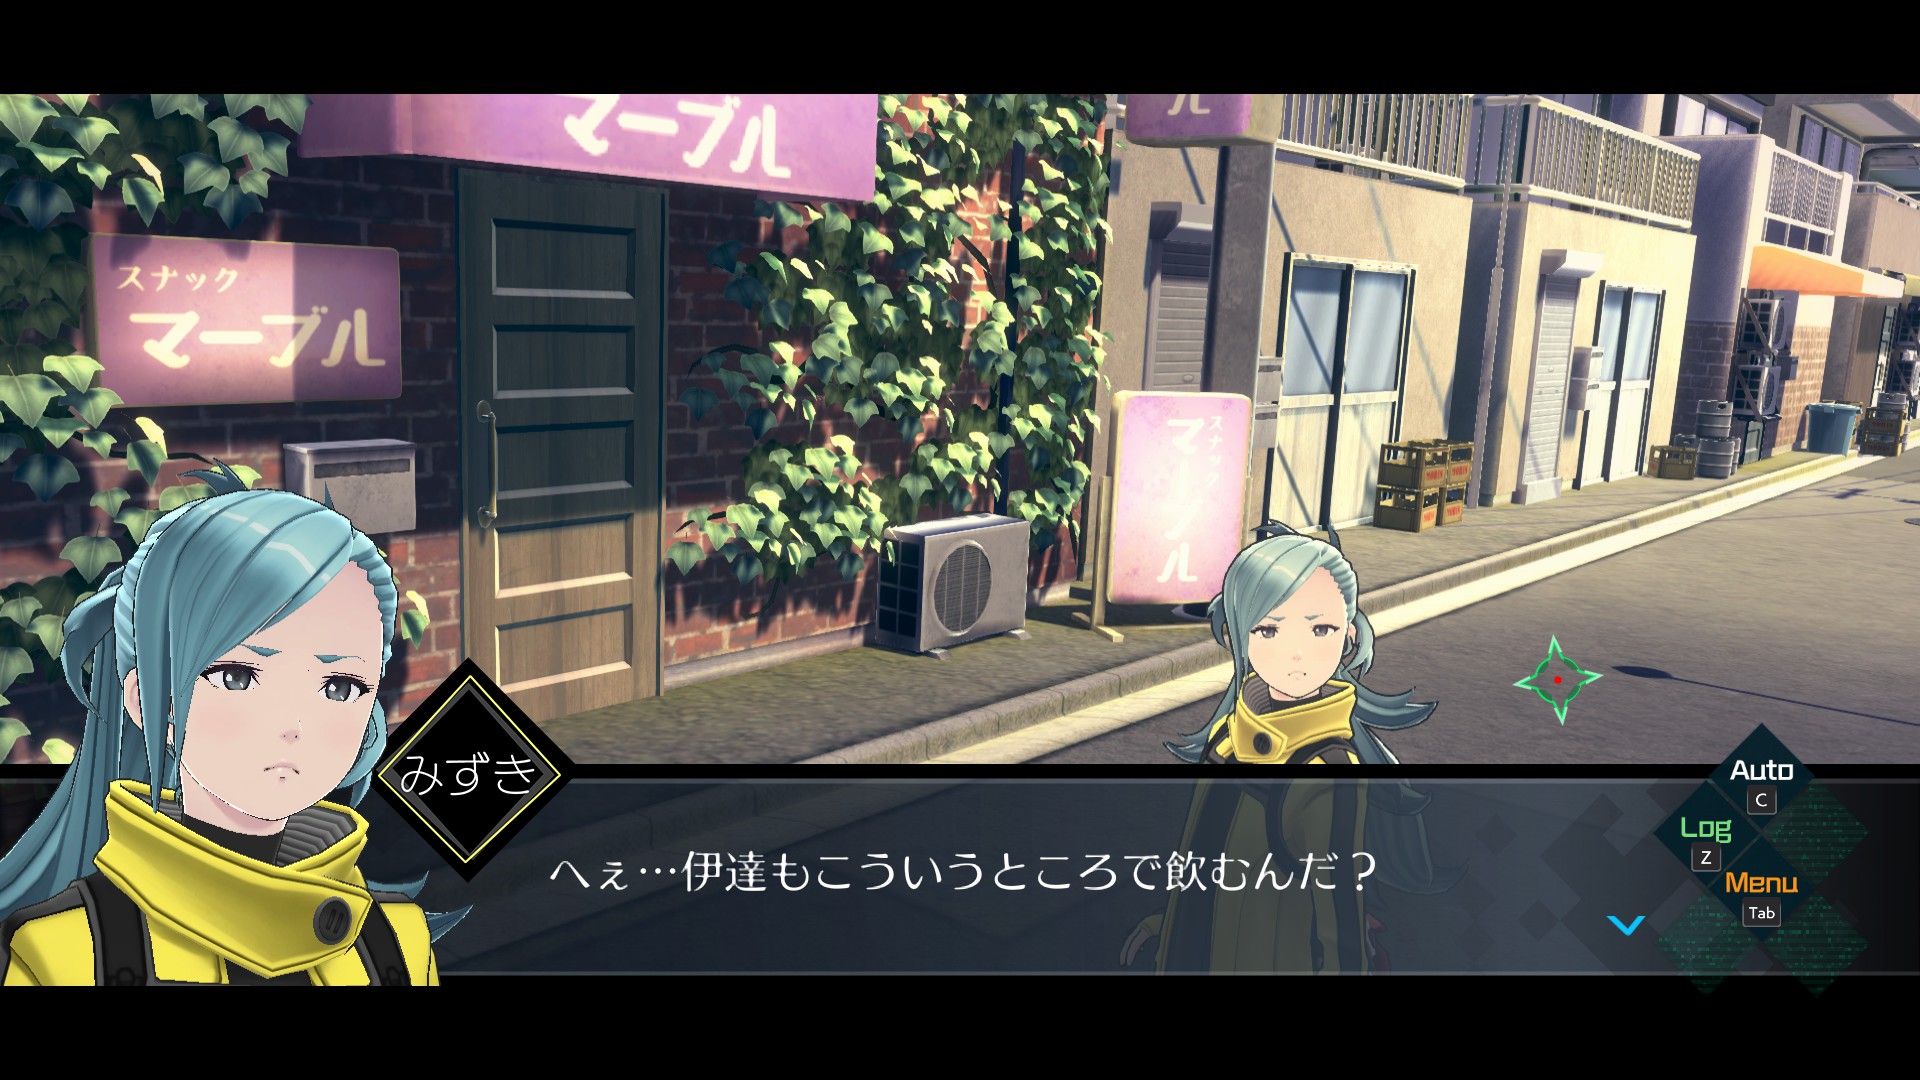 マーブル
ル
スナック
マーブル
スナック
マーブル
みずき
へぇ…伊達もこういうところで飲むんだ？
Auto
C
Log
Z
Menu
Tab